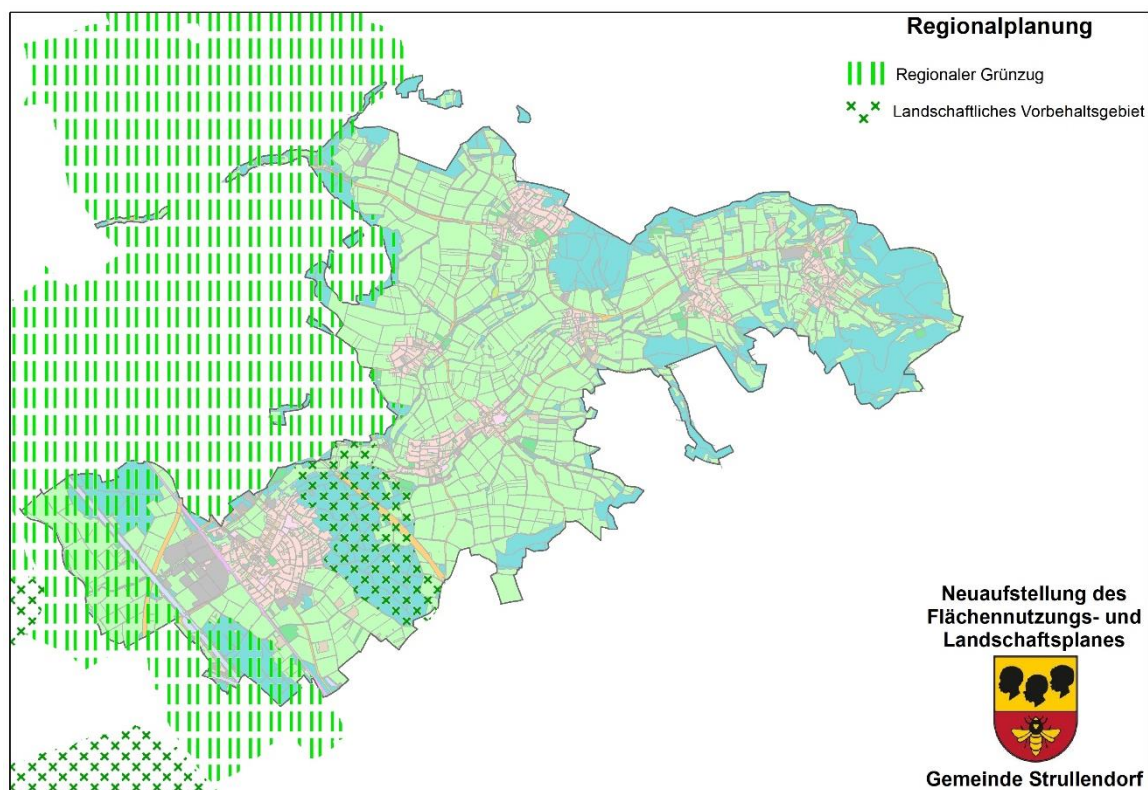 Regionalplanung
Regionaler Grünzug
Landschaftliches Vorbehaltsgebiet
Neuaufstellung des
Flächennutzungs- und
Landschaftsplanes
Gemeinde Strullendorf